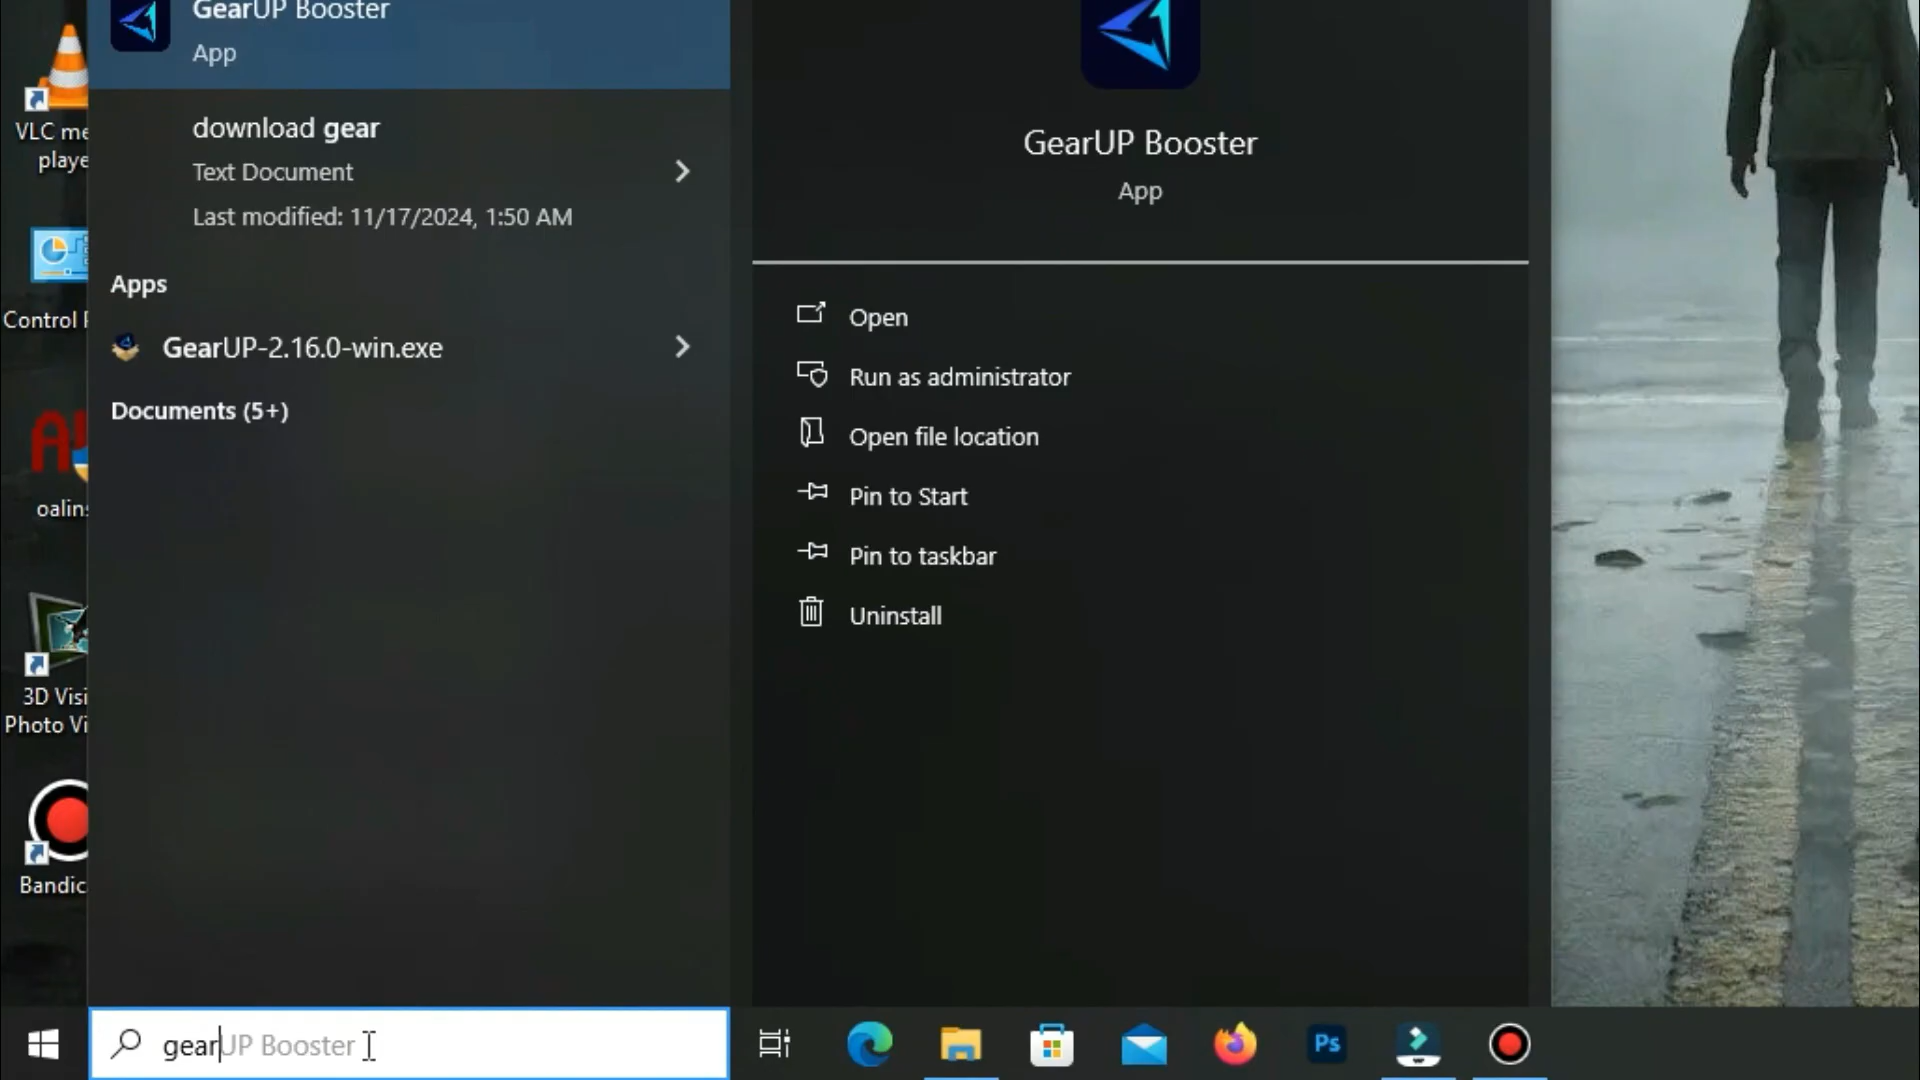 GearUP Booster
App
download gear
Text Document
Last modified: 11/17/2024, 1:50 AM
Apps
GearUP-2.16.0-win.exe
Documents (5+)
GearUP Booster
App
Open
Run as administrator
Open file location
Pin to Start
Pin to taskbar
Uninstall
VLC me
playe
Control
oalins
3D Visi
Photo Vi
Bandic
gearUP Booster
Ps